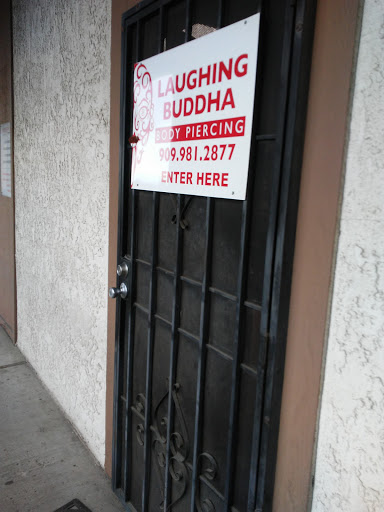 LAUGHING
BUDDHA
BODY PIERCING
909.981.2877
ENTER HERE